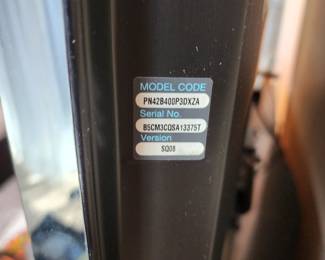 MODEL CODE
PN42B400P3DXZA
Serial No.
B5CM3CQSA13375T
Version
SQ08